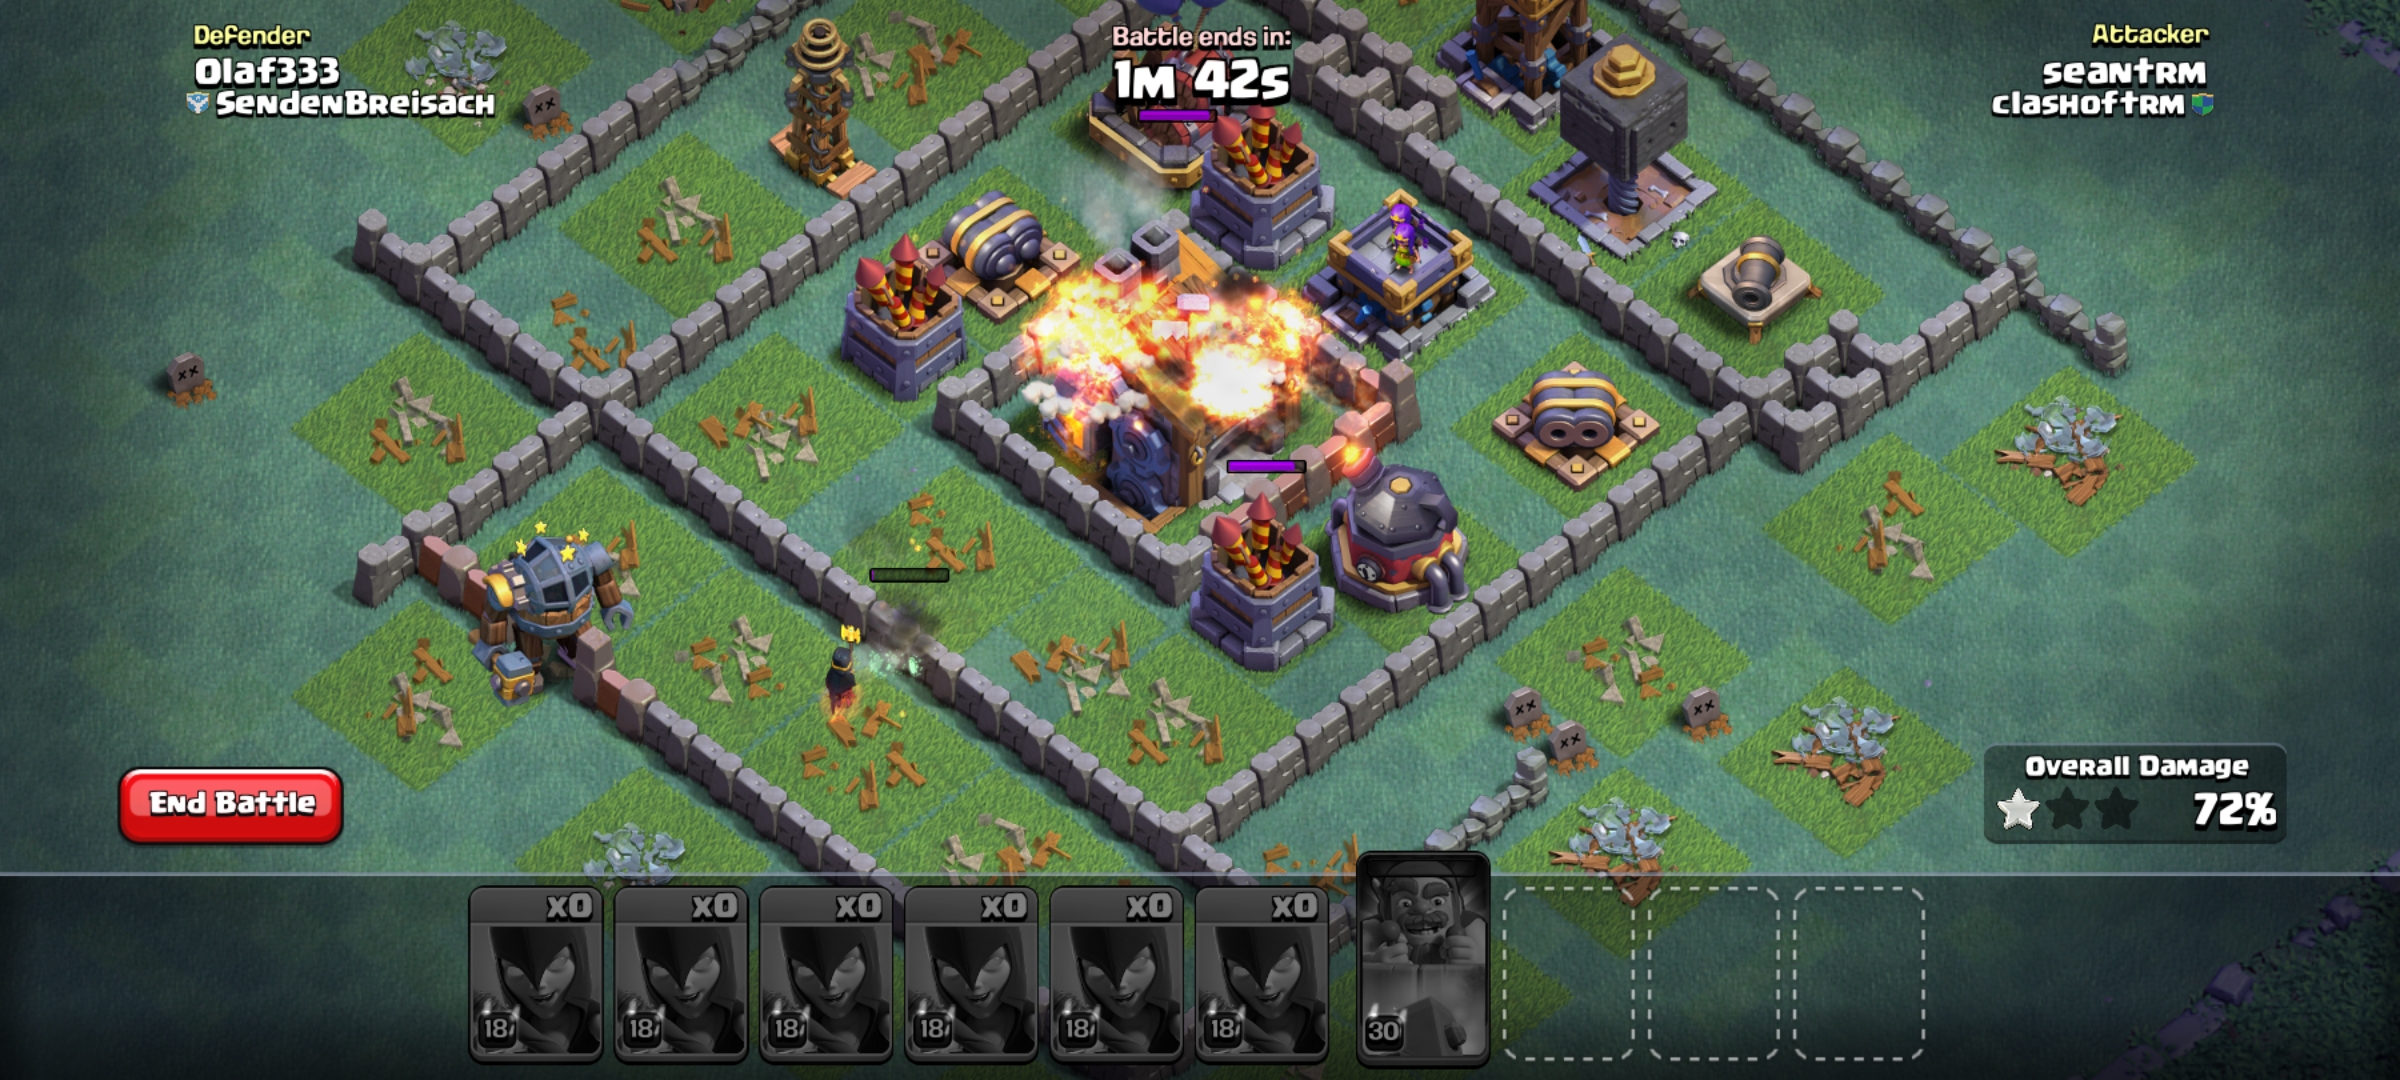 Defender
Olaf333
SendenBreisach
Battle ends in:
1M 42s
Attacker
seantRM
clashoftRM
End Battle
Overall Damage
72%
x0
x0
x0
x0
x0
x0
18
18
18
18
18
18
30